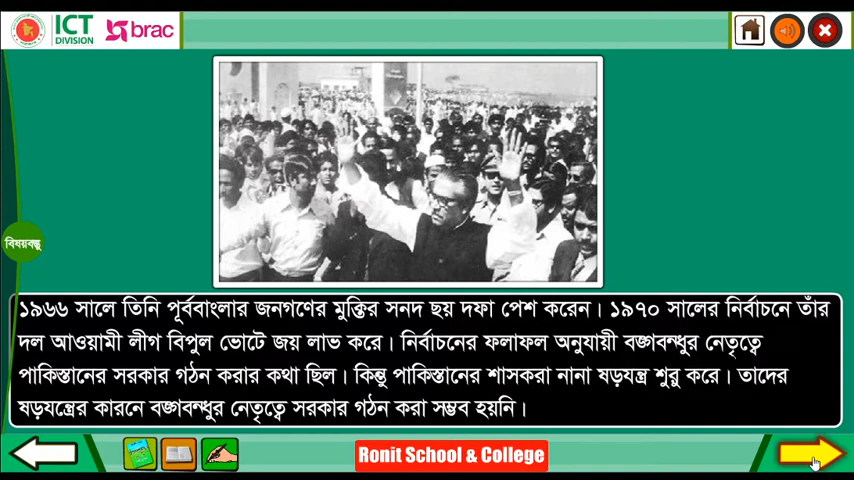 ICT
DIVISION
brac
বিষয়বস্তু
১৯৬৬ সালে তিনি পূর্ববাংলার জনগণের মুক্তির সনদ ছয় দফা পেশ করেন। ১৯৭০ সালের নির্বাচনে তাঁর
দল আওয়ামী লীগ বিপুল ভোটে জয় লাভ করে। নির্বাচনের ফলাফল অনুযায়ী বঙ্গবন্ধুর নেতৃত্বে
পাকিস্তানের সরকার গঠন করার কথা ছিল। কিন্তু পাকিস্তানের শাসকরা নানা ষড়যন্ত্র শুরু করে। তাদের
ষড়যন্ত্রের কারনে বঙ্গবন্ধুর নেতৃত্বে সরকার গঠন করা সম্ভব হয়নি।
Ronit School & College